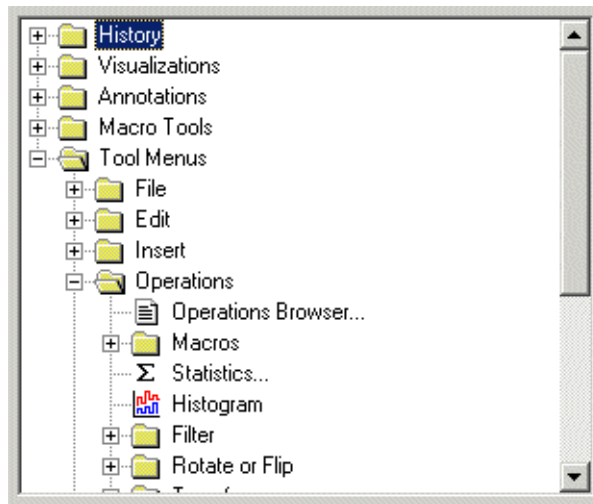 History
Visualizations
Annotations
Macro Tools
Tool Menus
File
Edit
Insert
Operations
Operations Browser...
Macros
Σ Statistics...
Histogram
Filter
Rotate or Flip